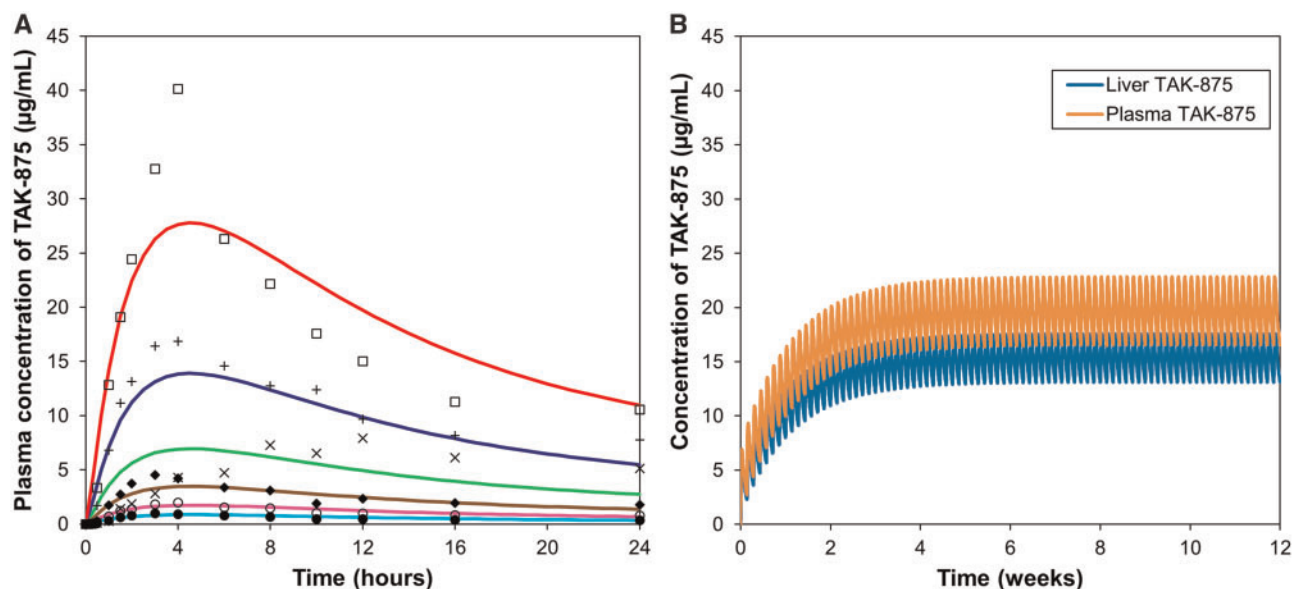 A
Plasma concentration of TAK-875 (µg/mL)
45
40
35
30
25
20
15
10
5
0
0 4 8 12 16 20 24
Time (hours)
B
Concentration of TAK-875 (µg/mL)
45
40
35
30
25
20
15
10
5
0
Liver TAK-875
Plasma TAK-875
0 2 4 6 8 10 12
Time (weeks)